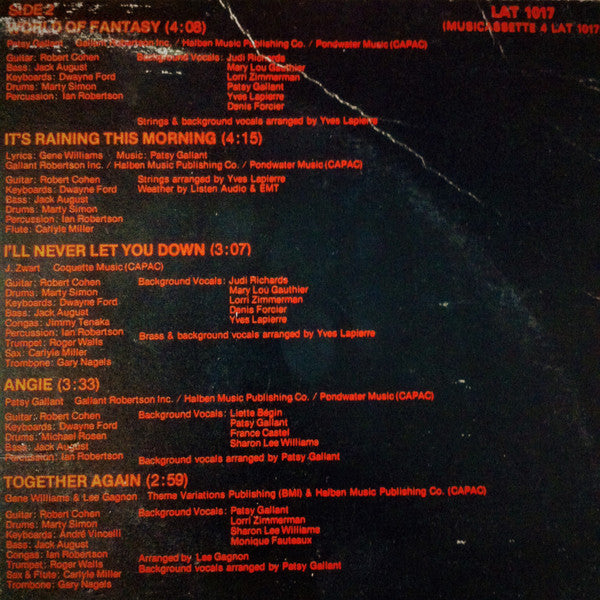 SIDE 2
LAT 1017
(MUSICASSETTE 4 LAT 1017
WORLD OF FANTASY (4:08)
Patsy Gallant Gallant Robertson Inc. / Halben Music Publishing Co. / Pondwater Music (CAPAC)
Guitar: Robert Cohen
Bass: Jack August
Keyboards: Dwayne Ford
Drums: Marty Simon
Percussion: Ian Robertson
Background Vocals: Judi Richards
Mary Lou Gauthier
Lorri Zimmerman
Patsy Gallant
Yves Lapierre
Denis Forcier
Strings & background vocals arranged by Yves Lapierre
IT'S RAINING THIS MORNING (4:15)
Lyrics: Gene Williams Music: Patsy Gallant
Gallant Robertson Inc. / Halben Music Publishing Co. / Pondwater Music (CAPAC)
Guitar: Robert Cohen
Keyboards: Dwayne Ford
Bass: Jack August
Drums: Marty Simon
Percussion: Ian Robertson
Flute: Carlyle Miller
Strings arranged by Yves Lapierre
Weather by Listen Audio & EMT
I'LL NEVER LET YOU DOWN (3:07)
J. Zwart Coquette Music (CAPAC)
Guitar: Robert Cohen
Drums: Marty Simon
Keyboards: Dwayne Ford
Bass: Jack August
Congas: Jimmy Tenaka
Percussion: Ian Robertson
Trumpet: Roger Walls
Sax: Carlyle Miller
Trombone: Gary Nagels
Background Vocals: Judi Richards
Mary Lou Gauthier
Lorri Zimmerman
Denis Forcier
Yves Lapierre
Brass & background vocals arranged by Yves Lapierre
ANGIE (3:33)
Patsy Gallant Gallant Robertson Inc. / Halben Music Publishing Co. / Pondwater Music (CAPAC)
Guitar: Robert Cohen
Keyboards: Dwayne Ford
Drums: Michael Rosen
Bass: Jack August
Percussion: Ian Robertson
Background Vocals: Liette Bégin
Patsy Gallant
France Castel
Sharon Lee Williams
Background vocals arranged by Patsy Gallant
TOGETHER AGAIN (2:59)
Gene Williams & Lee Gagnon Thema Variations Publishing (BMI) & Halben Music Publishing Co. (CAPAC)
Guitar: Robert Cohen
Drums: Marty Simon
Keyboards: André Vincelli
Bass: Jack August
Congas: Ian Robertson
Trumpet: Roger Walls
Sax & Flute: Carlyle Miller
Trombone: Gary Nagels
Background Vocals: Patsy Gallant
Lorri Zimmerman
Sharon Lee Williams
Monique Fauteaux
Arranged by Lee Gagnon
Background vocals arranged by Patsy Gallant